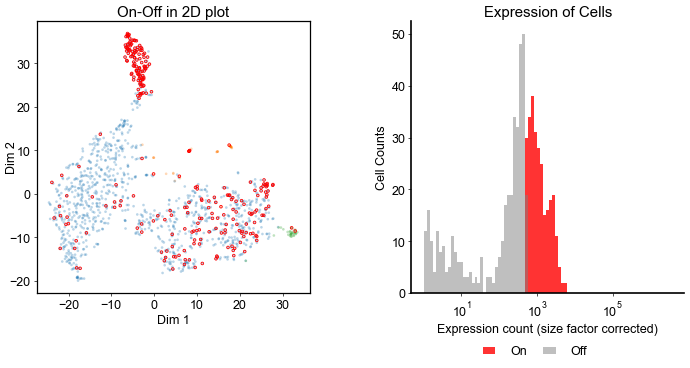 On-Off in 2D plot
Dim 2
30
20
10
0
−10
−20
−20 −10 0 10 20 30
Dim 1
Expression of Cells
Cell Counts
50
40
30
20
10
0
10^1 10^3 10^5
Expression count (size factor corrected)
On Off